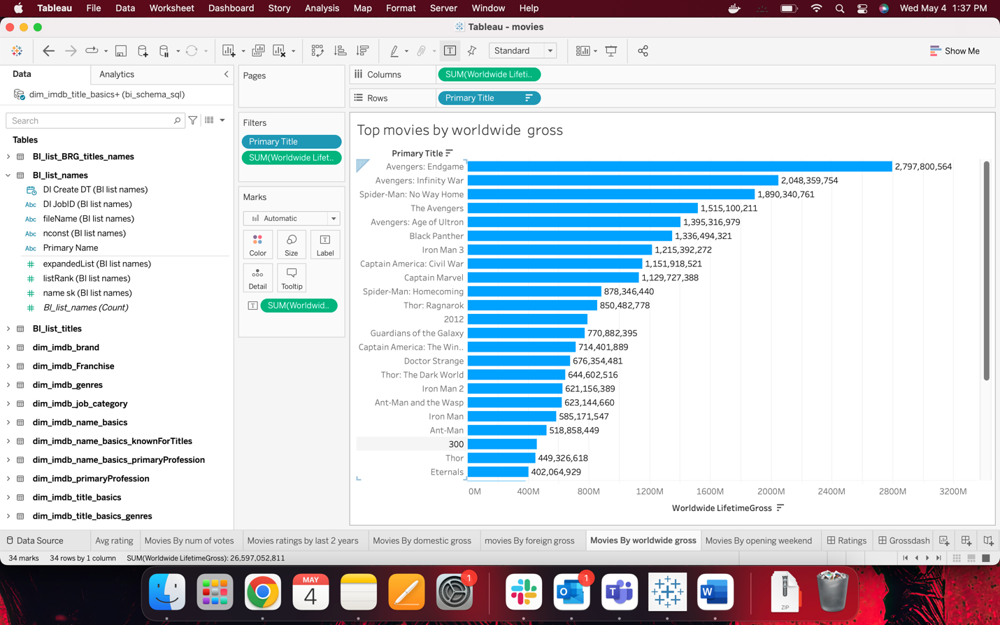 Tableau File Data Worksheet Dashboard Story Analysis Map Format Server Window Help Wed May 4 1:37 PM
Tableau - movies
Standard Show Me
Data Analytics
dim_imdb_title_basics+ (bi_schema_sql)
Search
Tables
BI_list_BRG_titles_names
BI_list_names
DI Create DT (BI list names)
Abc DI JobID (BI list names)
Abc fileName (BI list names)
Abc nconst (BI list names)
Abc Primary Name
# expandedList (BI list names)
# listRank (BI list names)
# name sk (BI list names)
# BI_list_names (Count)
BI_list_titles
dim_imdb_brand
dim_imdb_Franchise
dim_imdb_genres
dim_imdb_job_category
dim_imdb_name_basics
dim_imdb_name_basics_knownForTitles
dim_imdb_name_basics_primaryProfession
dim_imdb_primaryProfession
dim_imdb_title_basics
dim_imdb_title_basics_genres
Pages
Filters
Primary Title
SUM(Worldwide Lifet..
Marks
Automatic
Color Size T Label
Detail Tooltip
T SUM(Worldwid..
Columns SUM(Worldwide Lifeti..
Rows Primary Title
Top movies by worldwide gross
Primary Title
Avengers: Endgame 2,797,800,564
Avengers: Infinity War 2,048,359,754
Spider-Man: No Way Home 1,890,340,761
The Avengers 1,515,100,211
Avengers: Age of Ultron 1,395,316,979
Black Panther 1,336,494,321
Iron Man 3 1,215,392,272
Captain America: Civil War 1,151,918,521
Captain Marvel 1,129,727,388
Spider-Man: Homecoming 878,346,440
Thor: Ragnarok 850,482,778
2012
Guardians of the Galaxy 770,882,395
Captain America: The Win.. 714,401,889
Doctor Strange 676,354,481
Thor: The Dark World 644,602,516
Iron Man 2 621,156,389
Ant-Man and the Wasp 623,144,660
Iron Man 585,171,547
Ant-Man 518,858,449
300
Thor 449,326,618
Eternals 402,064,929
0M 400M 800M 1200M 1600M 2000M 2400M 2800M 3200M
Worldwide LifetimeGross
Data Source Avg rating Movies By num of votes Movies ratings by last 2 years Movies By domestic gross movies By foreign gross Movies By worldwide gross Movies By opening weekend Ratings Grossdash
34 marks 34 rows by 1 column SUM(Worldwide LifetimeGross): 26,597,052,811
MAY
4
1
1
O
T
W
ZIP